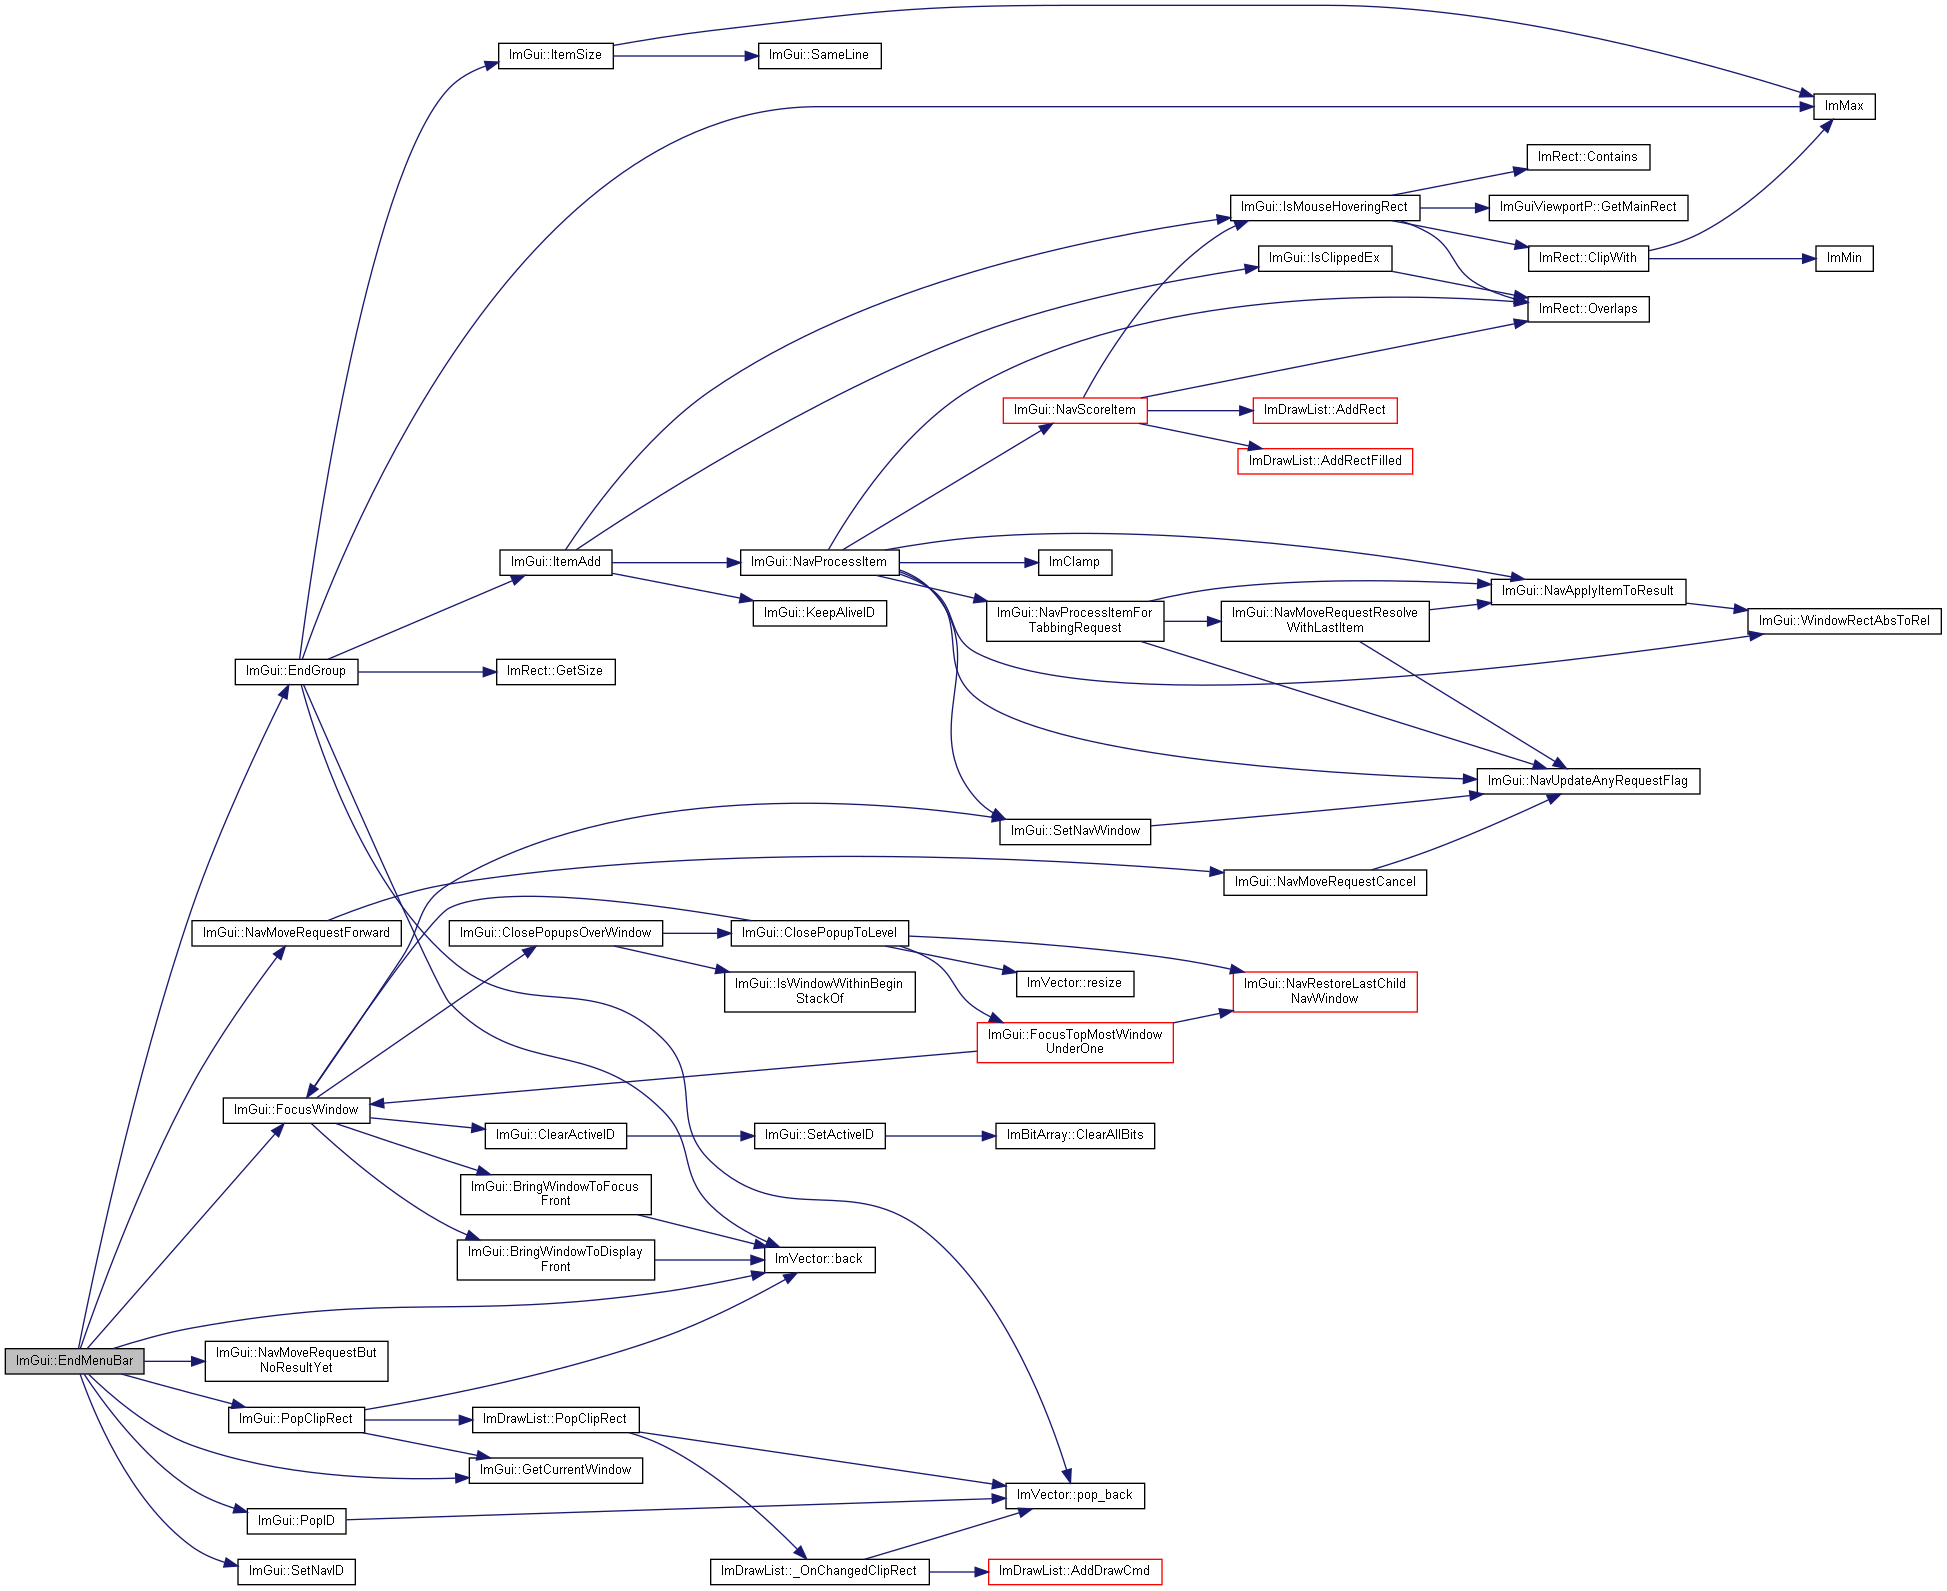 ImGui::ItemSize
ImGui::SameLine
ImMax
ImRect::Contains
ImGui::IsMouseHoveringRect
ImGuiViewportP::GetMainRect
ImGui::IsClippedEx
ImRect::ClipWith
ImMin
ImRect::Overlaps
ImGui::NavScoreItem
ImDrawList::AddRect
ImDrawList::AddRectFilled
ImGui::ItemAdd
ImGui::NavProcessItem
ImClamp
ImGui::KeepAliveID
ImGui::NavProcessItemFor
TabbingRequest
ImGui::NavMoveRequestResolve
WithLastItem
ImGui::NavApplyItemToResult
ImGui::WindowRectAbsToRel
ImGui::EndGroup
ImRect::GetSize
ImGui::NavUpdateAnyRequestFlag
ImGui::SetNavWindow
ImGui::NavMoveRequestCancel
ImGui::NavMoveRequestForward
ImGui::ClosePopupsOverWindow
ImGui::ClosePopupToLevel
ImGui::IsWindowWithinBegin
StackOf
ImVector::resize
ImGui::NavRestoreLastChild
NavWindow
ImGui::FocusTopMostWindow
UnderOne
ImGui::FocusWindow
ImGui::ClearActiveID
ImGui::SetActiveID
ImBitArray::ClearAllBits
ImGui::BringWindowToFocus
Front
ImGui::BringWindowToDisplay
Front
ImVector::back
ImGui::EndMenuBar
ImGui::NavMoveRequestBut
NoResultYet
ImGui::PopClipRect
ImDrawList::PopClipRect
ImGui::GetCurrentWindow
ImVector::pop_back
ImGui::PopID
ImGui::SetNavID
ImDrawList::_OnChangedClipRect
ImDrawList::AddDrawCmd